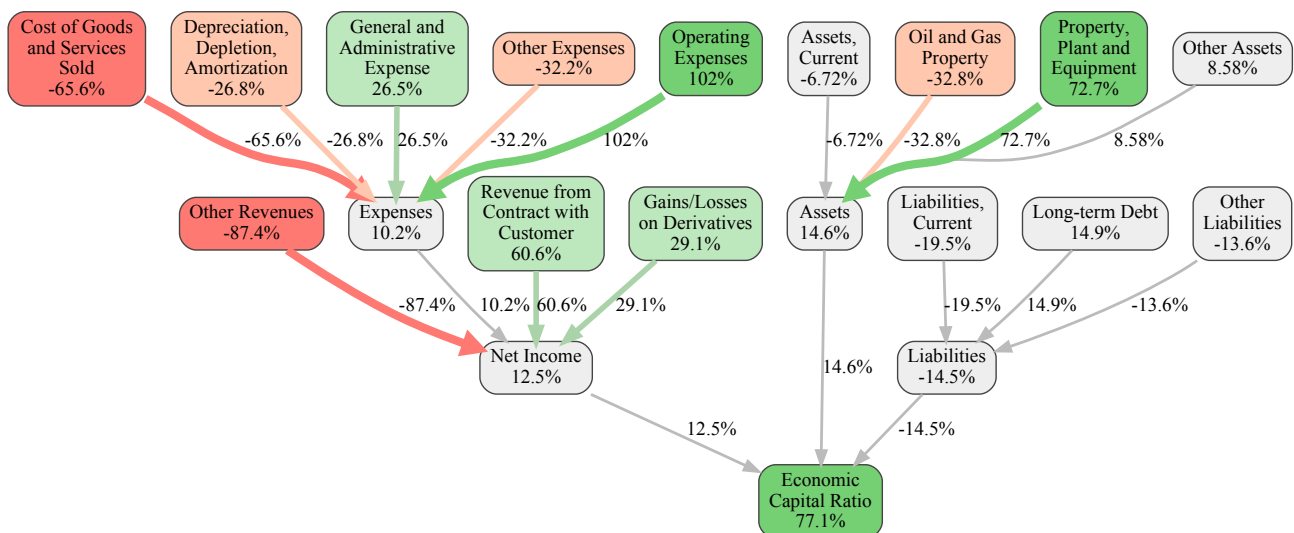 Cost of Goods
and Services
Sold
-65.6%
Depreciation,
Depletion,
Amortization
-26.8%
General and
Administrative
Expense
26.5%
Other Expenses
-32.2%
Operating
Expenses
102%
Assets,
Current
-6.72%
Oil and Gas
Property
-32.8%
Property,
Plant and
Equipment
72.7%
Other Assets
8.58%
-65.6%
-26.8%
26.5%
-32.2%
102%
-6.72%
-32.8%
72.7%
8.58%
Other Revenues
-87.4%
Expenses
10.2%
Revenue from
Contract with
Customer
60.6%
Gains/Losses
on Derivatives
29.1%
Assets
14.6%
Liabilities,
Current
-19.5%
Long-term Debt
14.9%
Other
Liabilities
-13.6%
-87.4%
10.2%
60.6%
29.1%
-19.5%
14.9%
-13.6%
Net Income
12.5%
14.6%
Liabilities
-14.5%
12.5%
-14.5%
Economic
Capital Ratio
77.1%